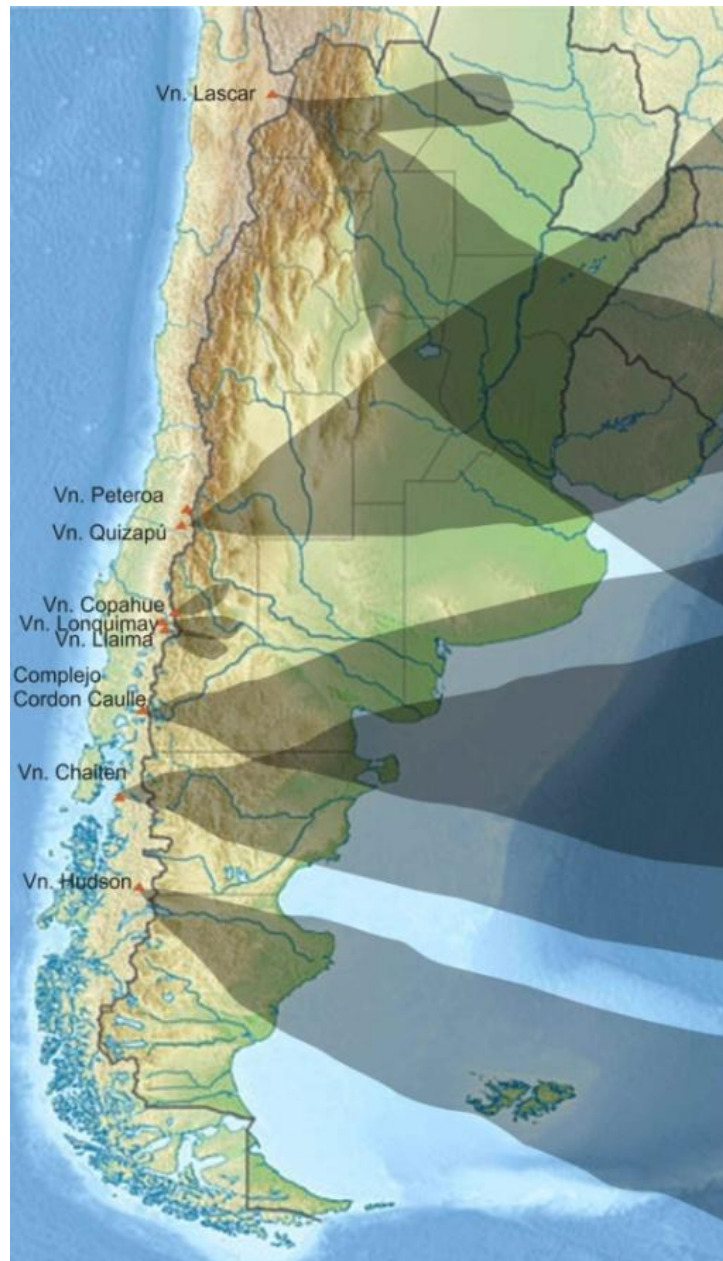 Vn. Lascar
Vn. Peteroa
Vn. Quizapú
Vn. Copahue
Vn. Lonquimay
Vn. Llaima
Complejo
Cordon Caulle
Vn. Chaiten
Vn. Hudson